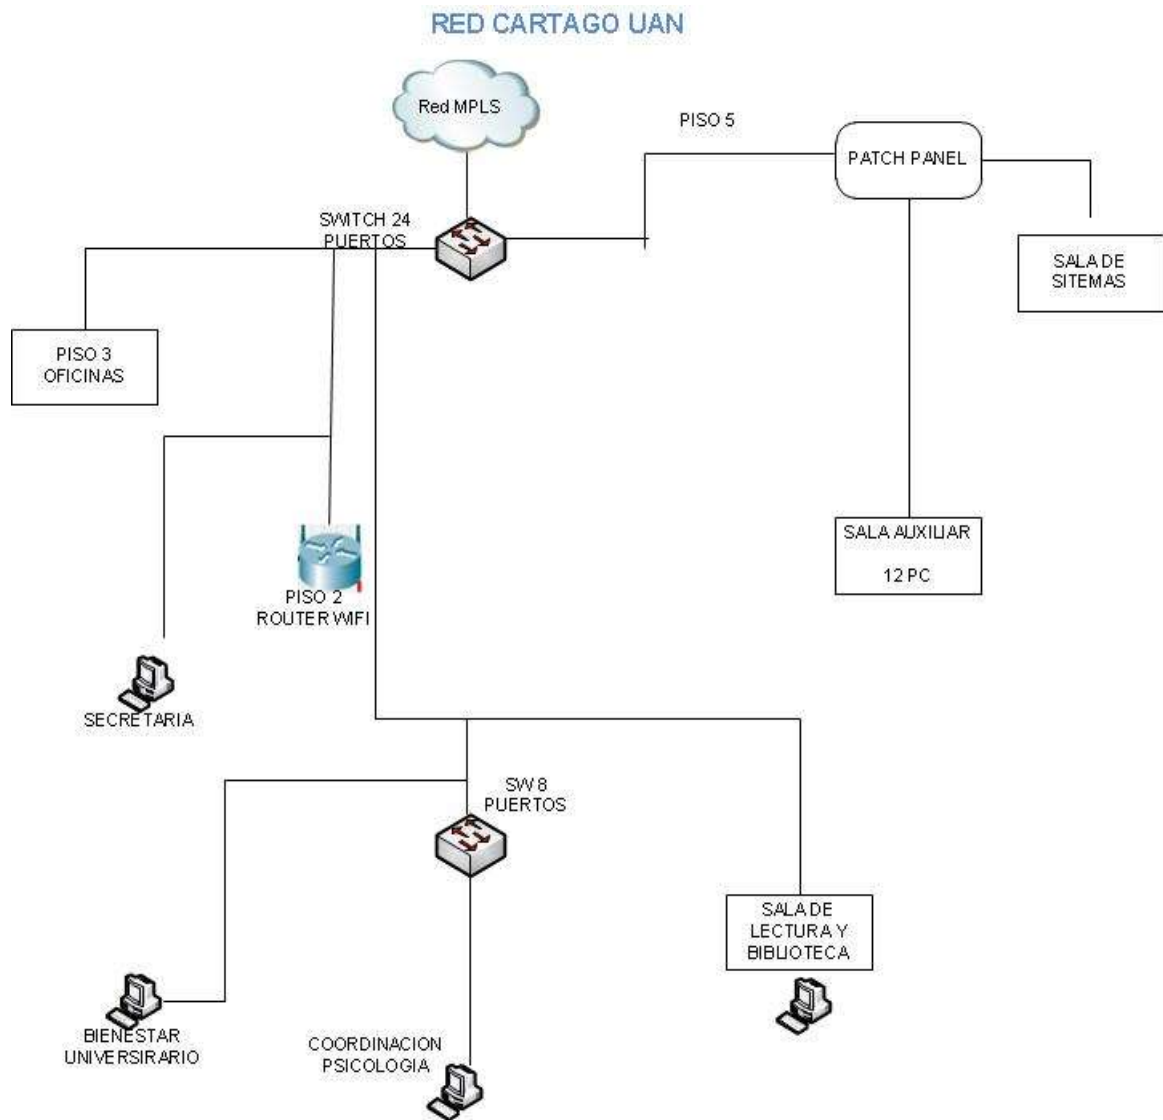 RED CARTAGO UAN
Red MPLS
PISO 5
PATCH PANEL
SWITCH 24
PUERTOS
SALA DE
SITEMAS
PISO 3
OFICINAS
SALA AUXILIAR
12 PC
PISO 2
ROUTER WIFI
SECRETARIA
SW 8
PUERTOS
SALA DE
LECTURA Y
BIBLIOTECA
BIENESTAR
UNIVERSIRARIO
COORDINACION
PSICOLOGIA